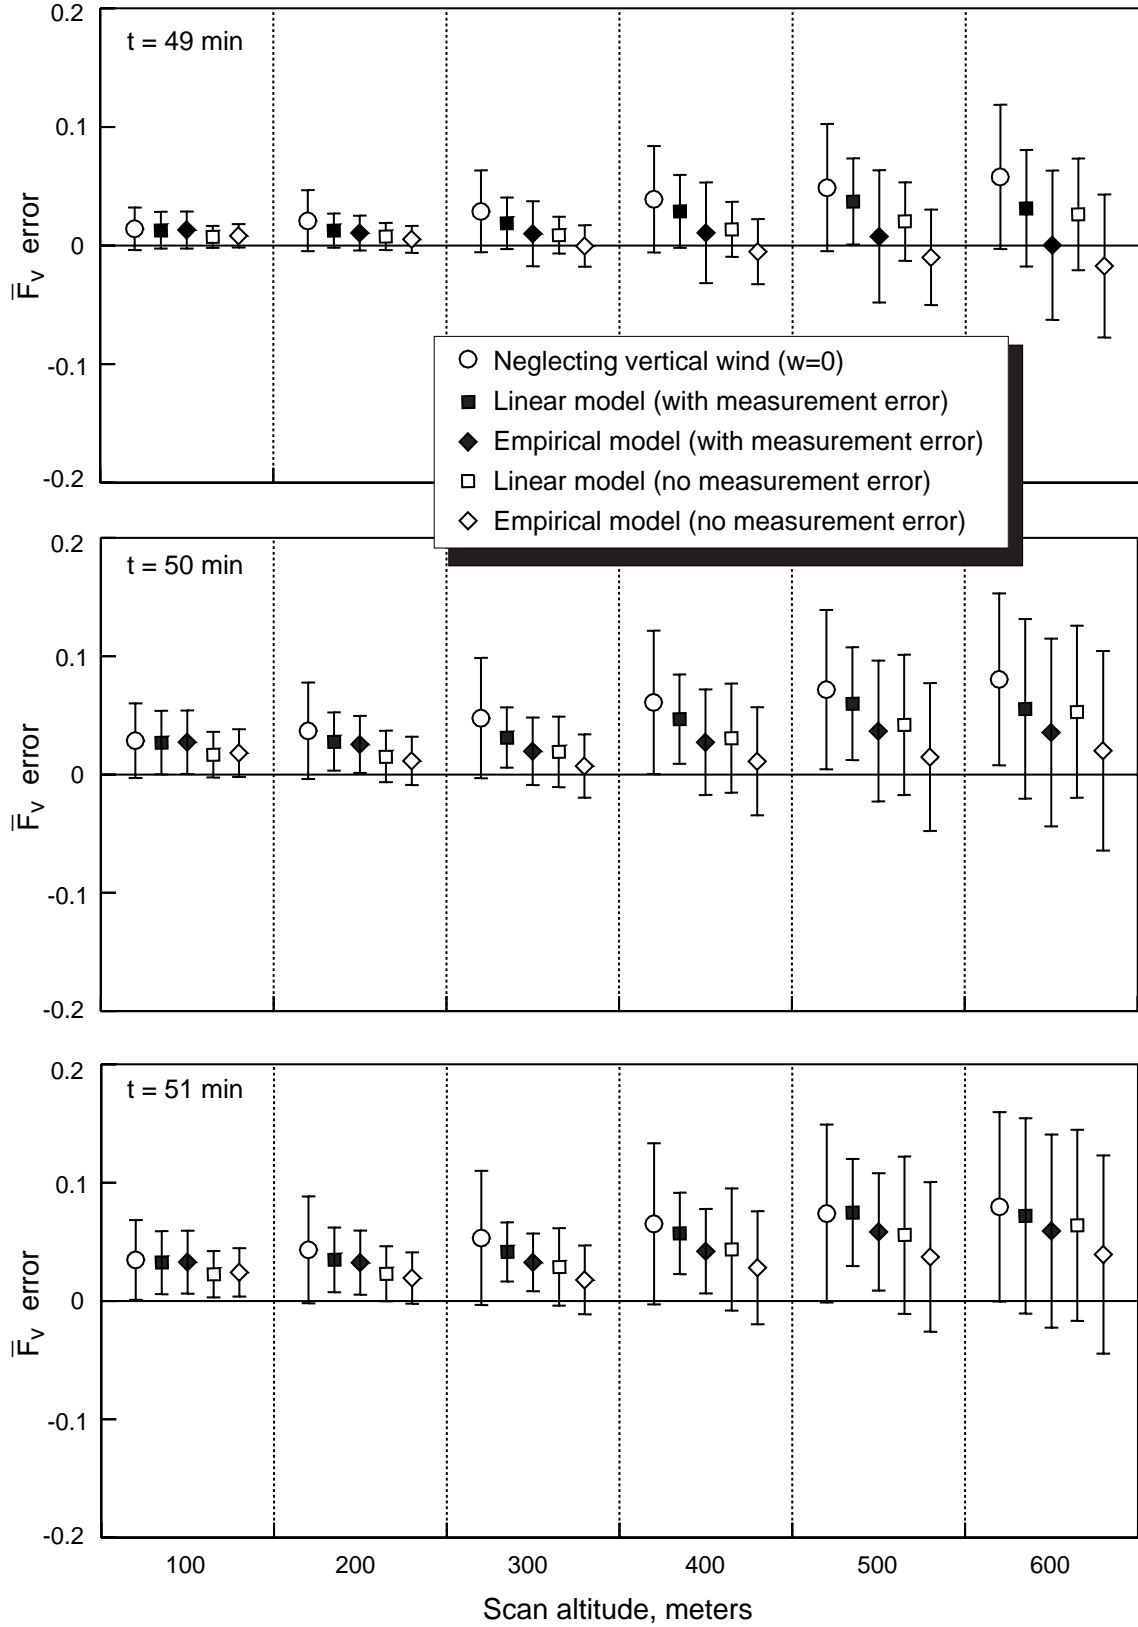 0.2
t = 49 min
0.1
0
-0.1
-0.2
F̅v error
Neglecting vertical wind (w=0)
Linear model (with measurement error)
Empirical model (with measurement error)
Linear model (no measurement error)
Empirical model (no measurement error)
0.2
t = 50 min
0.1
0
-0.1
-0.2
F̅v error
0.2
t = 51 min
0.1
0
-0.1
-0.2
F̅v error
100 200 300 400 500 600
Scan altitude, meters